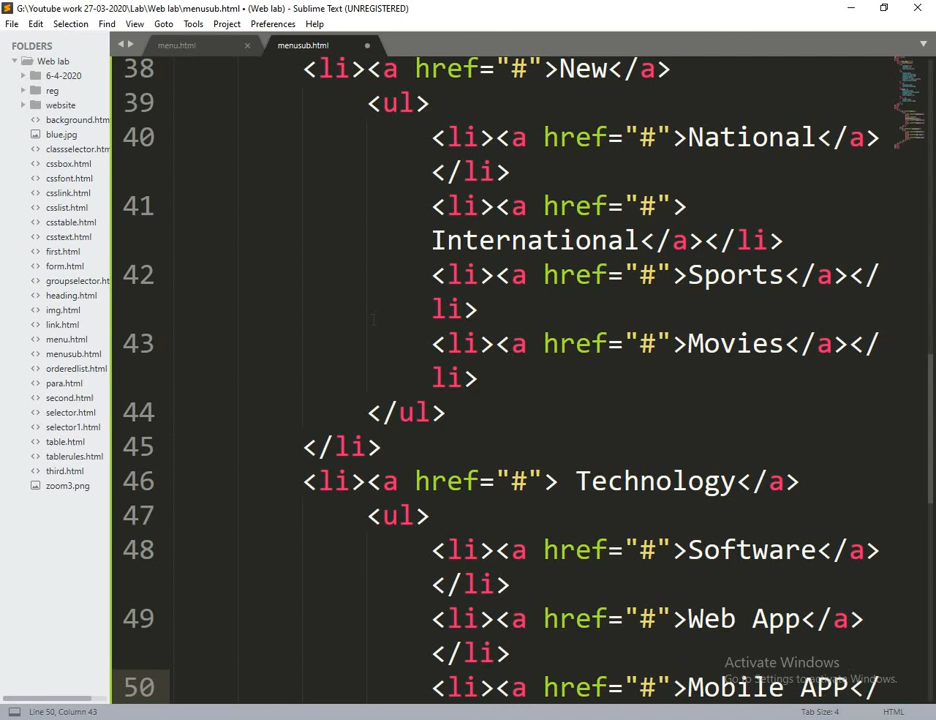 G:\Youtube work 27-03-2020\Lab\Web lab\menusub.html • (Web lab) - Sublime Text (UNREGISTERED)
File Edit Selection Find View Goto Tools Project Preferences Help
FOLDERS
Web lab
6-4-2020
reg
website
background.htm
blue.jpg
classselector.htm
cssbox.html
cssfont.html
csslink.html
csslist.html
csstable.html
csstext.html
first.html
form.html
groupselector.ht
heading.html
img.html
link.html
menu.html
menusub.html
orderedlist.html
para.html
second.html
selector.html
selector1.html
table.html
tablerules.html
third.html
zoom3.png
menu.html × menusub.html •
38 <li><a href="#">New</a>
39 <ul>
40 <li><a href="#">National</a>
</li>
41 <li><a href="#">
International</a></li>
42 <li><a href="#">Sports</a></
li>
43 <li><a href="#">Movies</a></
li>
44 </ul>
45 </li>
46 <li><a href="#"> Technology</a>
47 <ul>
48 <li><a href="#">Software</a>
</li>
49 <li><a href="#">Web App</a>
</li>
50 <li><a href="#">Mobile APP</
Activate Windows
Go to Settings to activate Windows.
Line 50, Column 43 Tab Size: 4 HTML